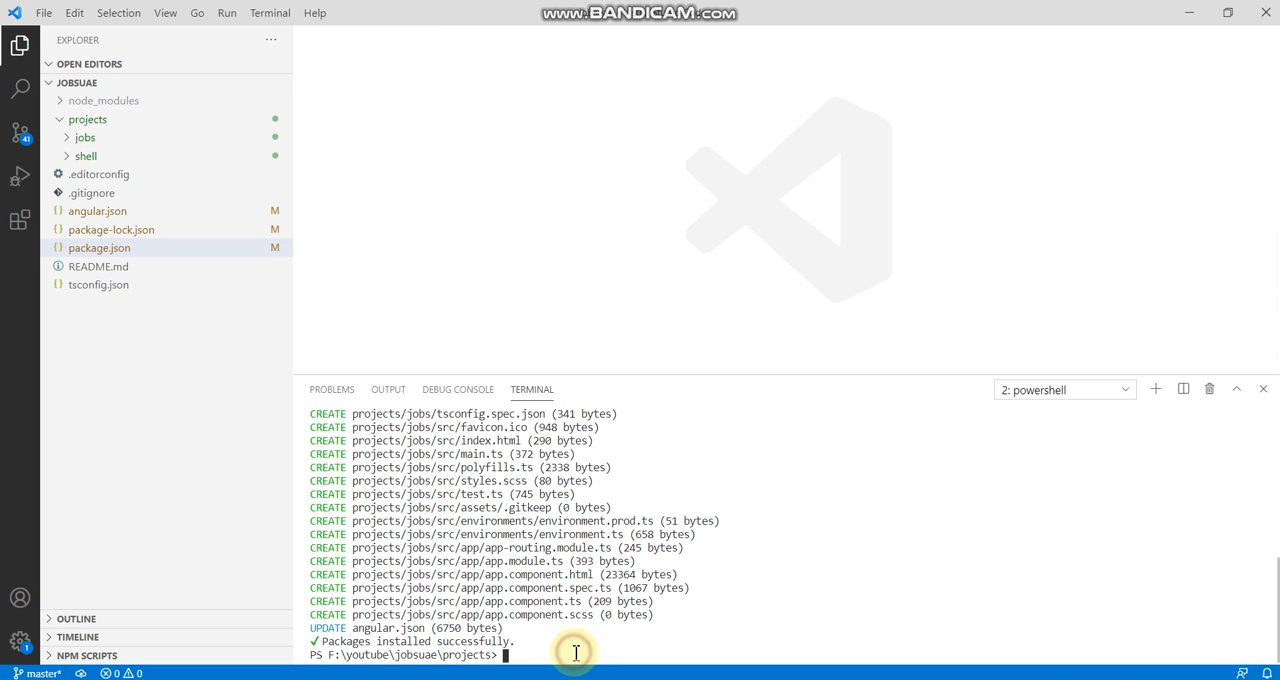 File Edit Selection View Go Run Terminal Help
www.BANDICAM.com
EXPLORER
OPEN EDITORS
JOBSUAE
node_modules
projects
jobs
shell
.editorconfig
.gitignore
angular.json M
package-lock.json M
package.json M
README.md
tsconfig.json
OUTLINE
TIMELINE
NPM SCRIPTS
41
1
PROBLEMS OUTPUT DEBUG CONSOLE TERMINAL
2: powershell
CREATE projects/jobs/tsconfig.spec.json (341 bytes)
CREATE projects/jobs/src/favicon.ico (948 bytes)
CREATE projects/jobs/src/index.html (290 bytes)
CREATE projects/jobs/src/main.ts (372 bytes)
CREATE projects/jobs/src/polyfills.ts (2338 bytes)
CREATE projects/jobs/src/styles.scss (80 bytes)
CREATE projects/jobs/src/test.ts (745 bytes)
CREATE projects/jobs/src/assets/.gitkeep (0 bytes)
CREATE projects/jobs/src/environments/environment.prod.ts (51 bytes)
CREATE projects/jobs/src/environments/environment.ts (658 bytes)
CREATE projects/jobs/src/app/app-routing.module.ts (245 bytes)
CREATE projects/jobs/src/app/app.module.ts (393 bytes)
CREATE projects/jobs/src/app/app.component.html (23364 bytes)
CREATE projects/jobs/src/app/app.component.spec.ts (1067 bytes)
CREATE projects/jobs/src/app/app.component.ts (209 bytes)
CREATE projects/jobs/src/app/app.component.scss (0 bytes)
UPDATE angular.json (6750 bytes)
✓ Packages installed successfully.
PS F:\youtube\jobsuae\projects>
master* 0 0